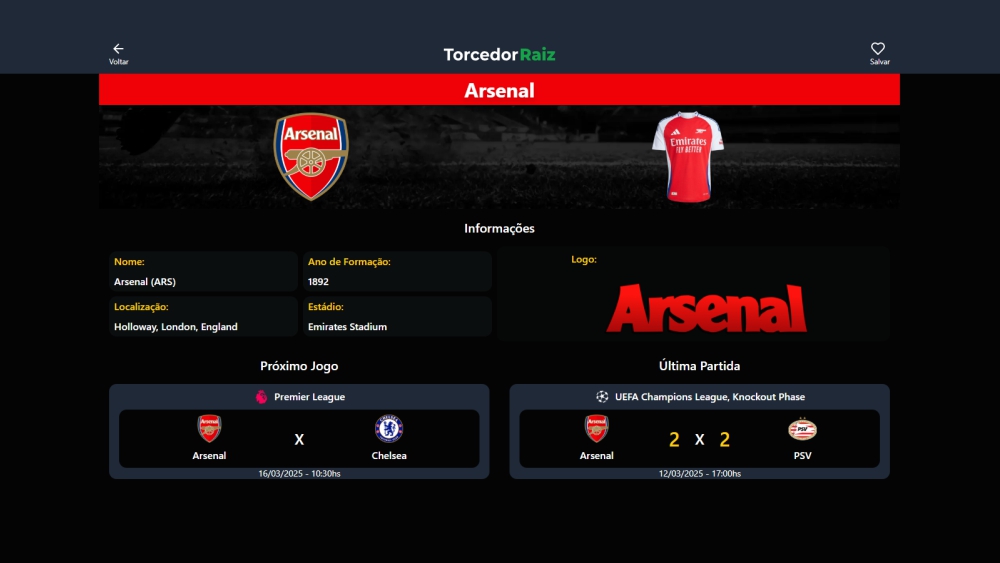 Voltar
TorcedorRaiz
Salvar
Arsenal
Arsenal
Emirates
FLY BETTER
Informações
Nome:
Arsenal (ARS)
Ano de Formação:
1892
Logo:
Arsenal
Localização:
Holloway, London, England
Estádio:
Emirates Stadium
Próximo Jogo
Premier League
Arsenal
X
Chelsea
16/03/2025 - 10:30hs
Última Partida
UEFA Champions League, Knockout Phase
Arsenal
2 X 2
PSV
PSV
12/03/2025 - 17:00hs